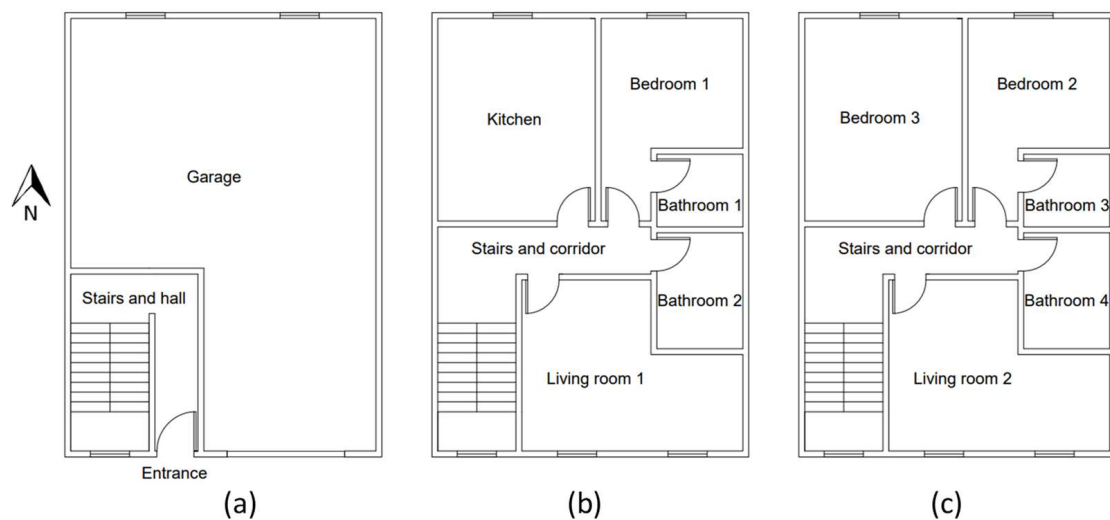 Bedroom 1
Bedroom 2
Kitchen
Bedroom 3
Garage
N
Bathroom 1
Bathroom 3
Stairs and corridor
Stairs and corridor
Stairs and hall
Bathroom 2
Bathroom 4
Living room 1
Living room 2
Entrance
(a)
(b)
(c)